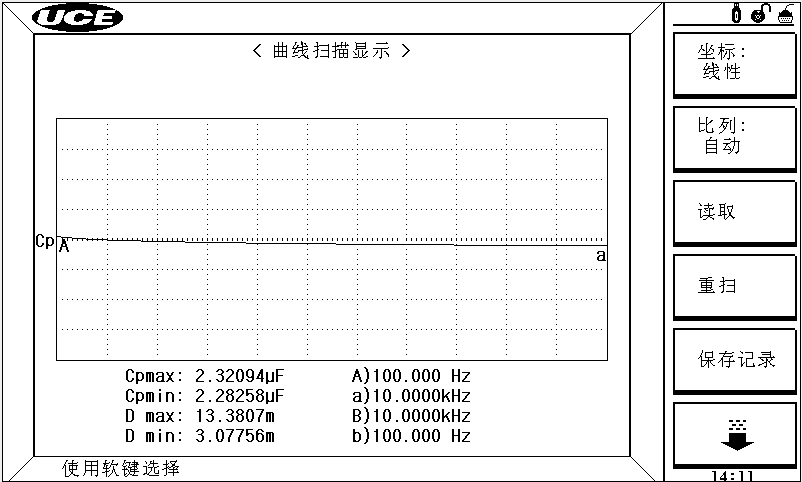 UCE
< 曲线扫描显示 >
Cp
A
a
Cpmax: 2.32094μF A)100.000 Hz
Cpmin: 2.28258μF a)10.0000kHz
D max: 13.3807m B)10.0000kHz
D min: 3.07756m b)100.000 Hz
使用软键选择
坐标:
线性
比列:
自动
读取
重扫
保存记录
14:11